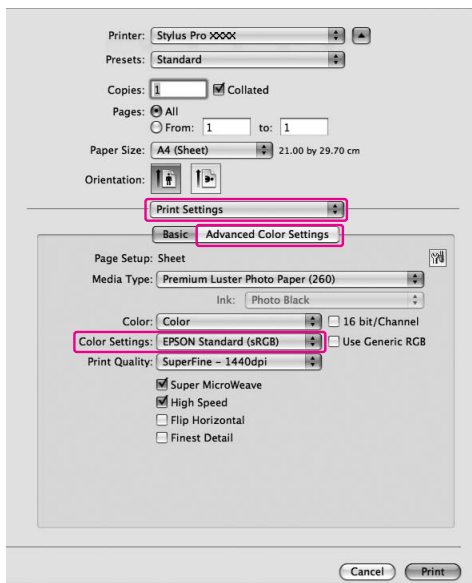 Printer: Stylus Pro XXXX
Presets: Standard
Copies: 1 Collated
Pages: All
From: 1 to: 1
Paper Size: A4 (Sheet) 21.00 by 29.70 cm
Orientation:
Print Settings
Basic Advanced Color Settings
Page Setup: Sheet
Media Type: Premium Luster Photo Paper (260)
Ink: Photo Black
Color: Color 16 bit/Channel
Color Settings: EPSON Standard (sRGB) Use Generic RGB
Print Quality: SuperFine – 1440dpi
Super MicroWeave
High Speed
Flip Horizontal
Finest Detail
Cancel Print